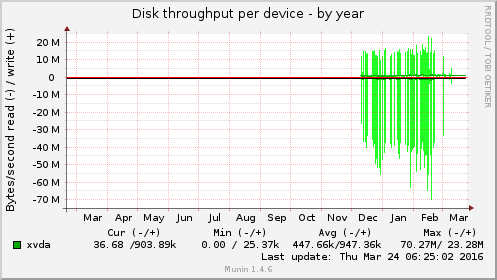 Disk throughput per device - by year
RRDTOOL / TOBI OETIKER
Bytes/second read (-) / write (+)
20 M
10 M
0
-10 M
-20 M
-30 M
-40 M
-50 M
-60 M
-70 M
Mar Apr May Jun Jul Aug Sep Oct Nov Dec Jan Feb Mar
Cur (-/+) Min (-/+) Avg (-/+) Max (-/+)
xvda 36.68 /903.89k 0.00 / 25.37k 447.66k/947.36k 70.27M/ 23.28M
Last update: Thu Mar 24 06:25:02 2016
Munin 1.4.6